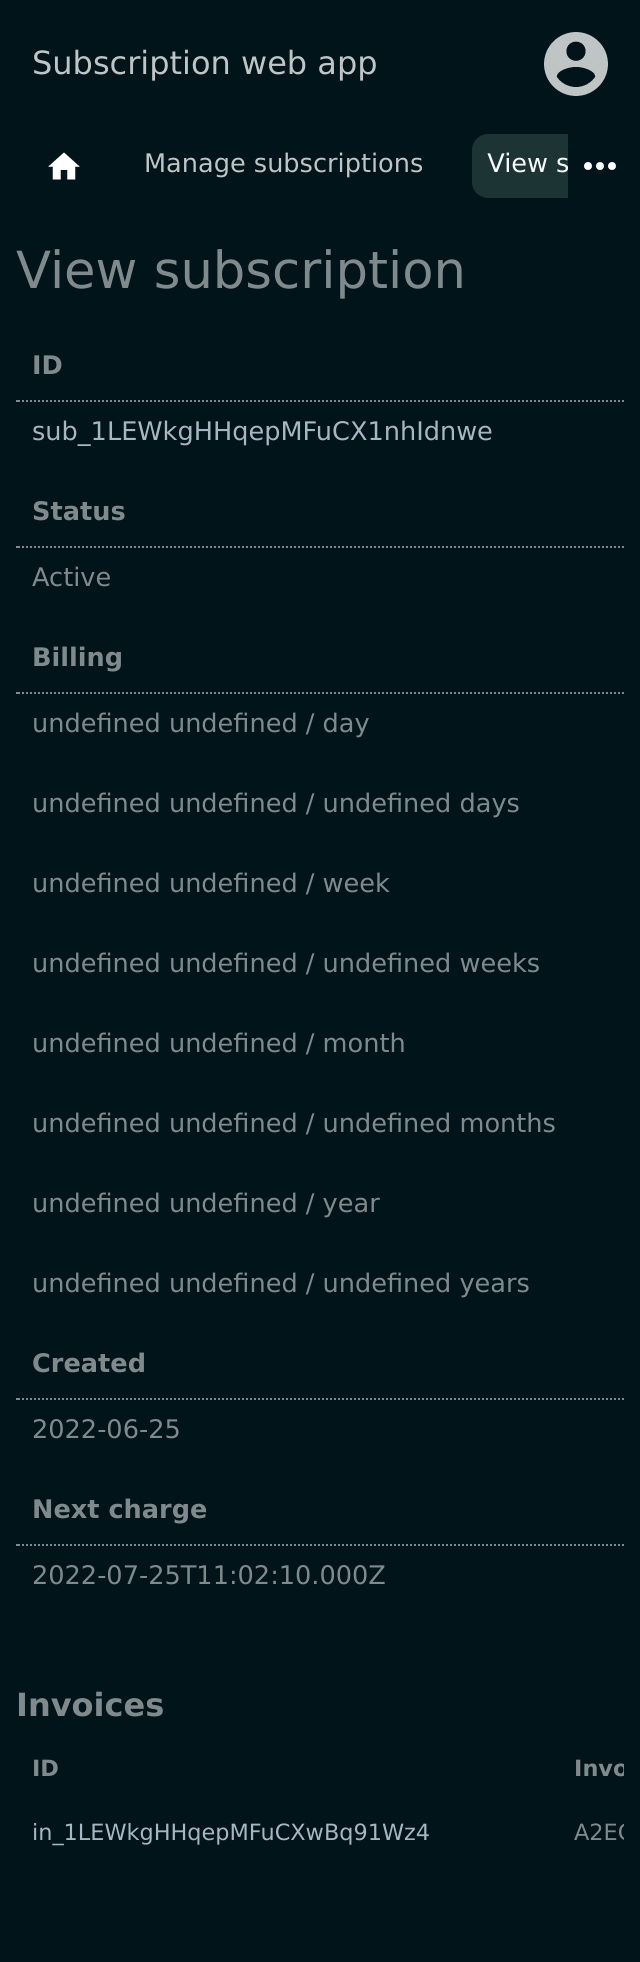 Subscription web app
Manage subscriptions
View s
View subscription
ID
sub_1LEWkgHHqepMFuCX1nhIdnwe
Status
Active
Billing
undefined undefined / day
undefined undefined / undefined days
undefined undefined / week
undefined undefined / undefined weeks
undefined undefined / month
undefined undefined / undefined months
undefined undefined / year
undefined undefined / undefined years
Created
2022-06-25
Next charge
2022-07-25T11:02:10.000Z
Invoices
ID Invo
in_1LEWkgHHqepMFuCXwBq91Wz4